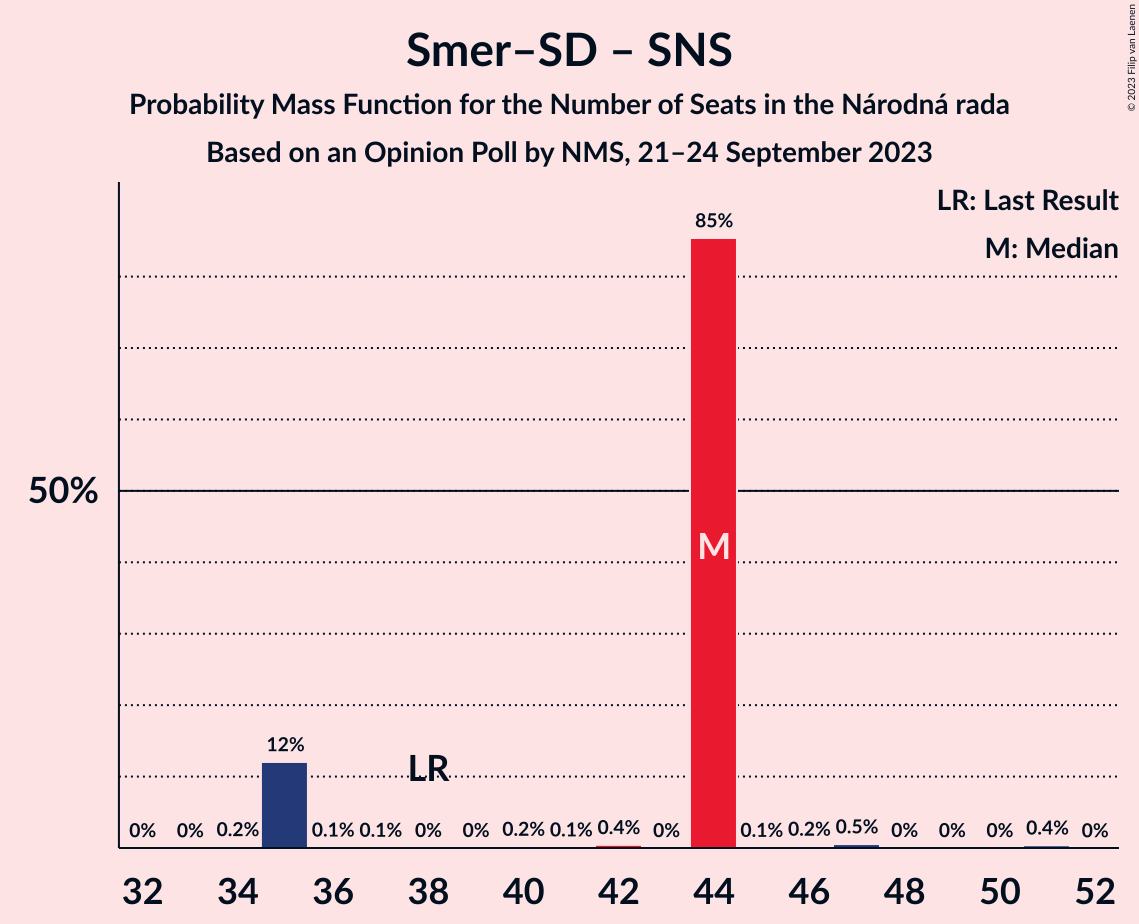 Smer–SD – SNS
Probability Mass Function for the Number of Seats in the Národná rada
Based on an Opinion Poll by NMS, 21–24 September 2023
© 2023 Filip van Laenen
LR: Last Result
M: Median
85%
50%
M
12%
LR
0% 0% 0.2% 0.1% 0.1% 0% 0% 0.2% 0.1% 0.4% 0% 0.1% 0.2% 0.5% 0% 0% 0% 0.4% 0%
32 34 36 38 40 42 44 46 48 50 52